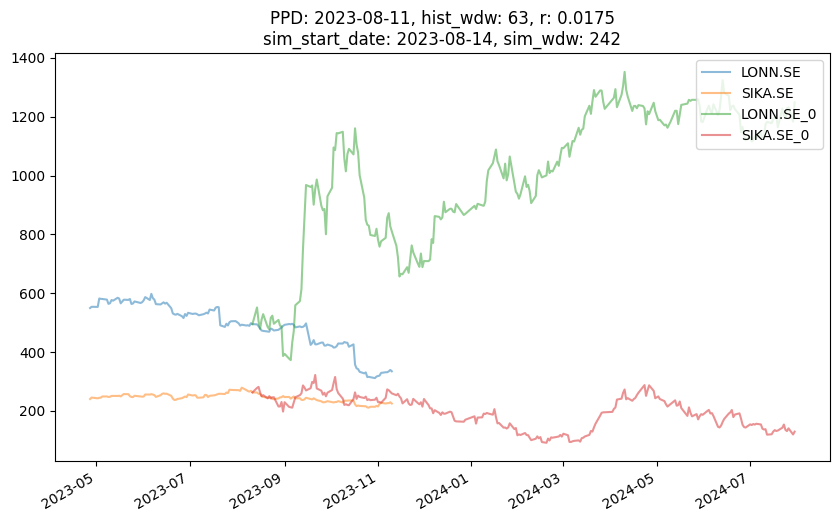 PPD: 2023-08-11, hist_wdw: 63, r: 0.0175
sim_start_date: 2023-08-14, sim_wdw: 242
1400
1200
1000
800
600
400
200
LONN.SE
SIKA.SE
LONN.SE_0
SIKA.SE_0
2023-05
2023-07
2023-09
2023-11
2024-01
2024-03
2024-05
2024-07